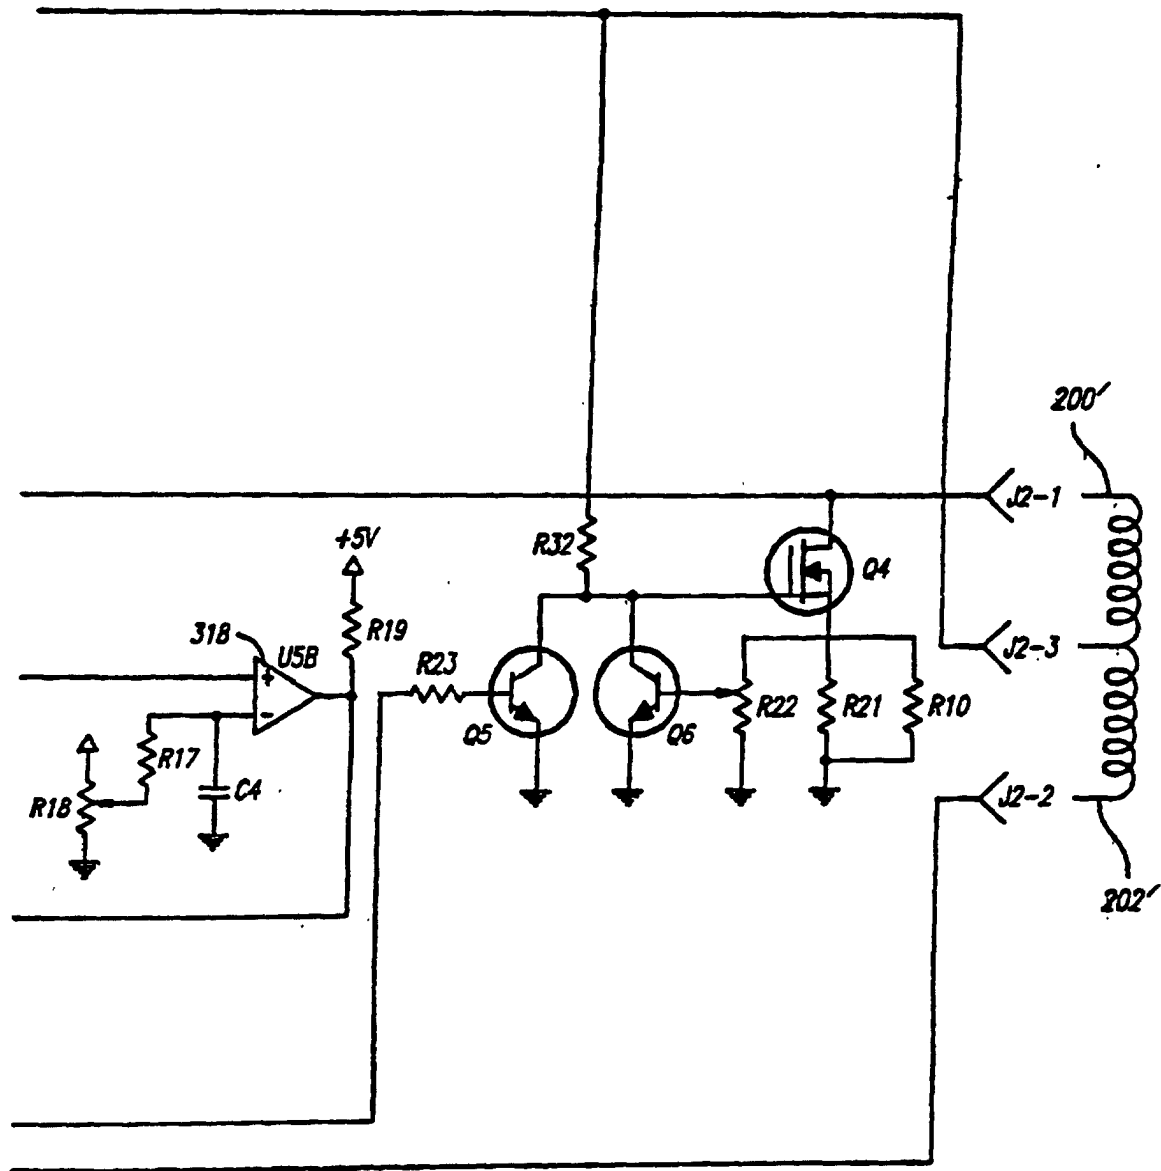 200'
J2-1
+5V
R32
Q4
318
U5B
R19
R23
J2-3
+
-
Q5
Q6
R22
R21
R10
R17
R18
C4
J2-2
202'